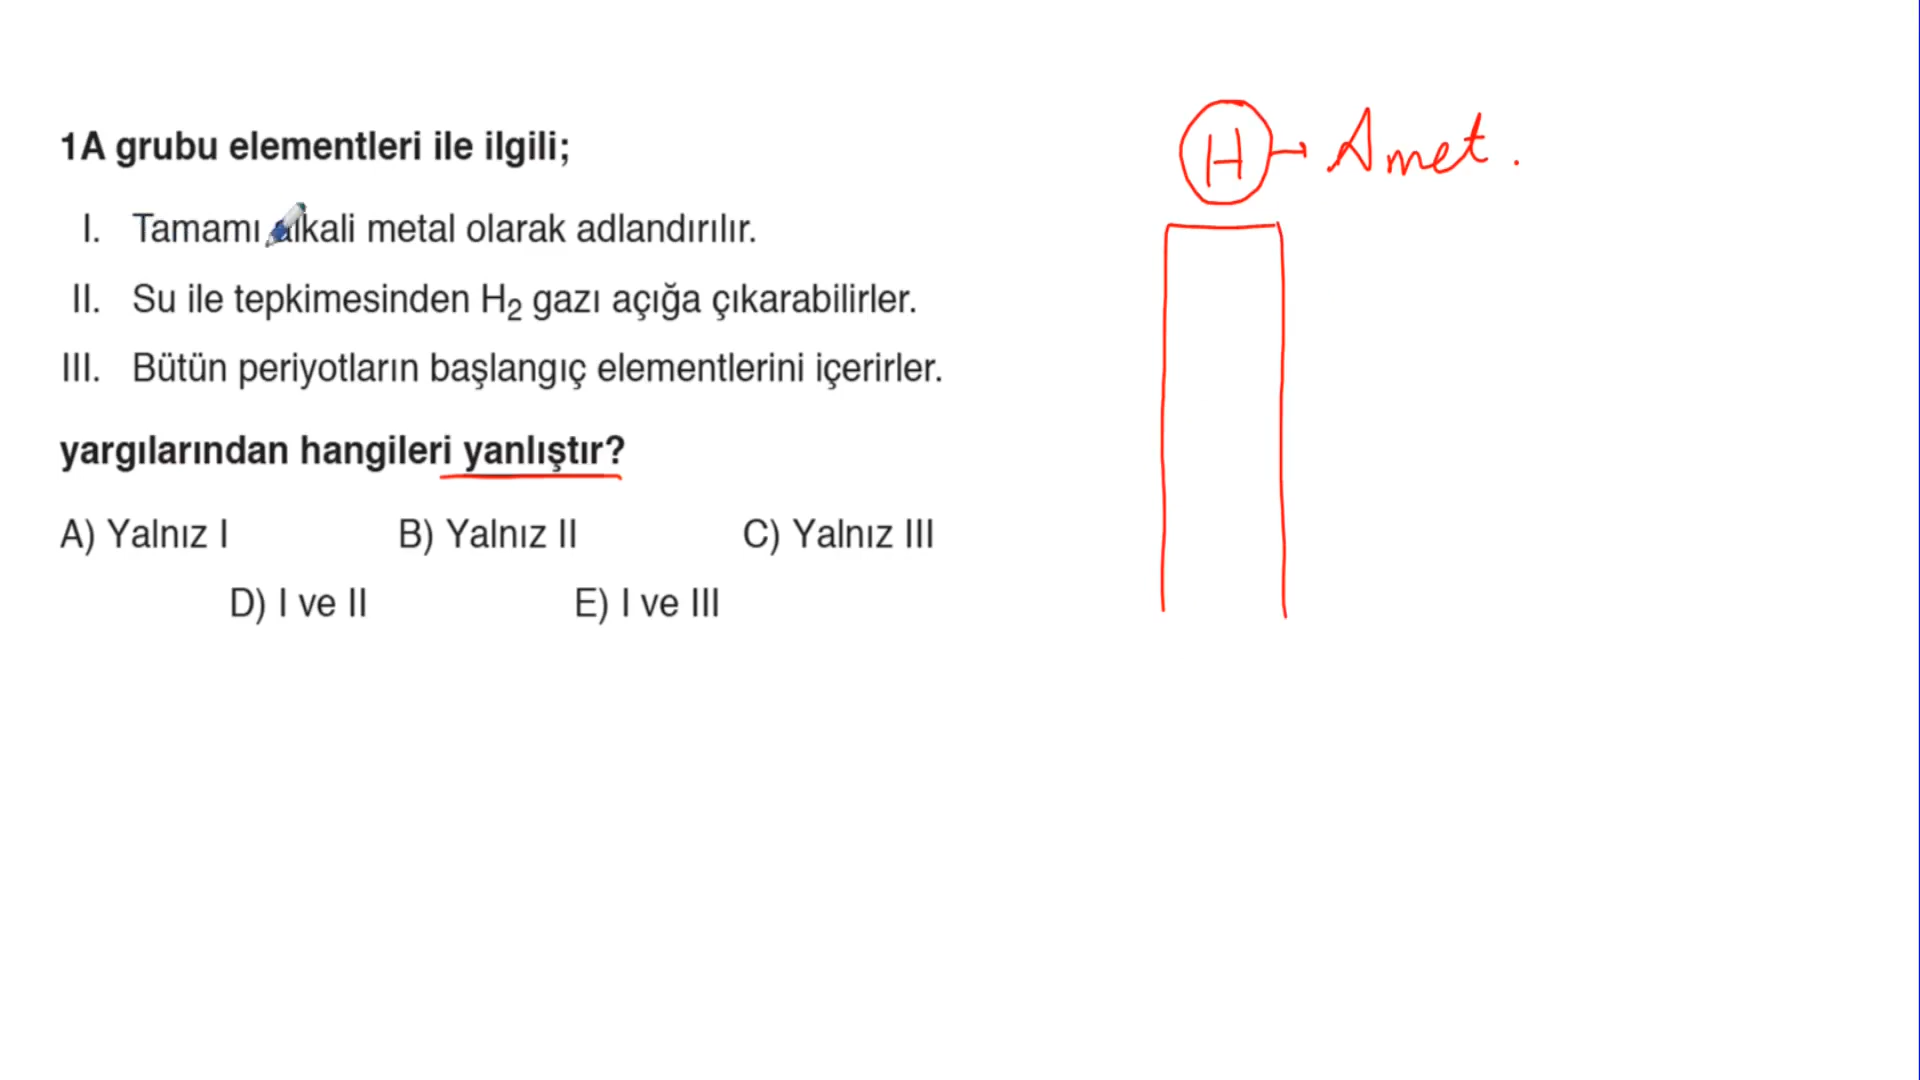 1A grubu elementleri ile ilgili;
I. Tamamı alkali metal olarak adlandırılır.
II. Su ile tepkimesinden H₂ gazı açığa çıkarabilirler.
III. Bütün periyotların başlangıç elementlerini içerirler.
yargılarından hangileri yanlıştır?
A) Yalnız I B) Yalnız II C) Yalnız III
D) I ve II E) I ve III
H → Amet.